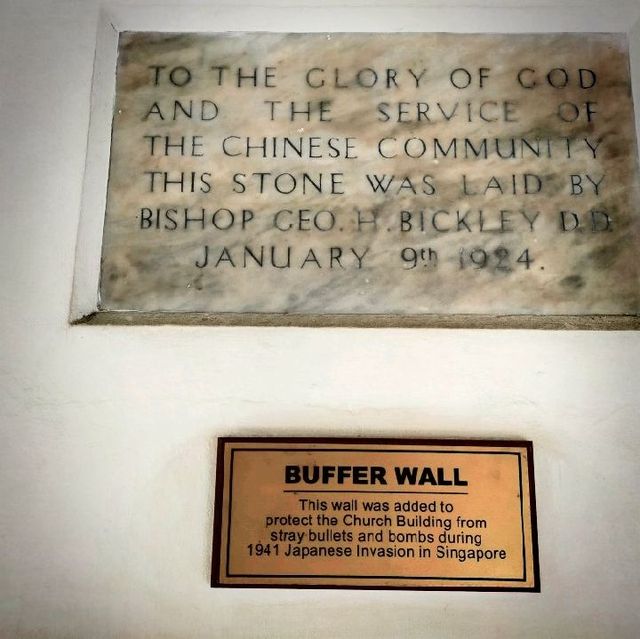 TO THE GLORY OF GOD
AND THE SERVICE OF
THE CHINESE COMMUNITY
THIS STONE WAS LAID BY
BISHOP GEO. H. BICKLEY D.D.
JANUARY 9th 1924.
BUFFER WALL
This wall was added to
protect the Church Building from
stray bullets and bombs during
1941 Japanese Invasion in Singapore